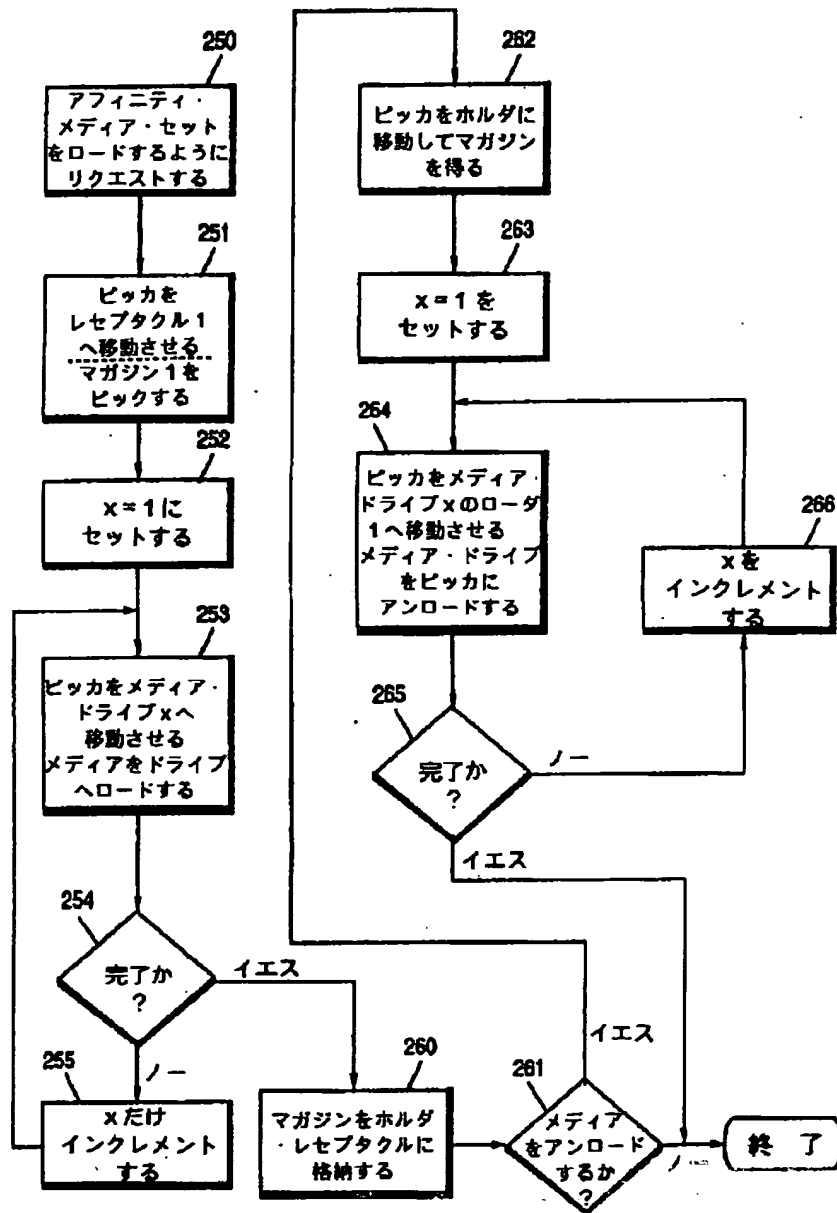 250
アフィニティ・
メディア・セット
をロードするように
リクエストする
251
ピッカを
レセプタクル1
へ移動させる
マガジン1を
ピックする
252
x=1に
セットする
253
ピッカをメディア・
ドライブxへ
移動させる
メディアをドライブ
へロードする
254
完了か
?
イエス
ノー
255
xだけ
インクレメント
する
260
マガジンをホルダ
・レセプタクルに
格納する
261
メディア
をアンロード
するか
?
イエス
ノー
終 了
262
ピッカをホルダに
移動してマガジン
を得る
263
x=1を
セットする
264
ピッカをメディア・
ドライブxのローダ
1へ移動させる
メディア・ドライブ
をピッカに
アンロードする
265
完了か
?
ノー
イエス
266
xを
インクレメント
する